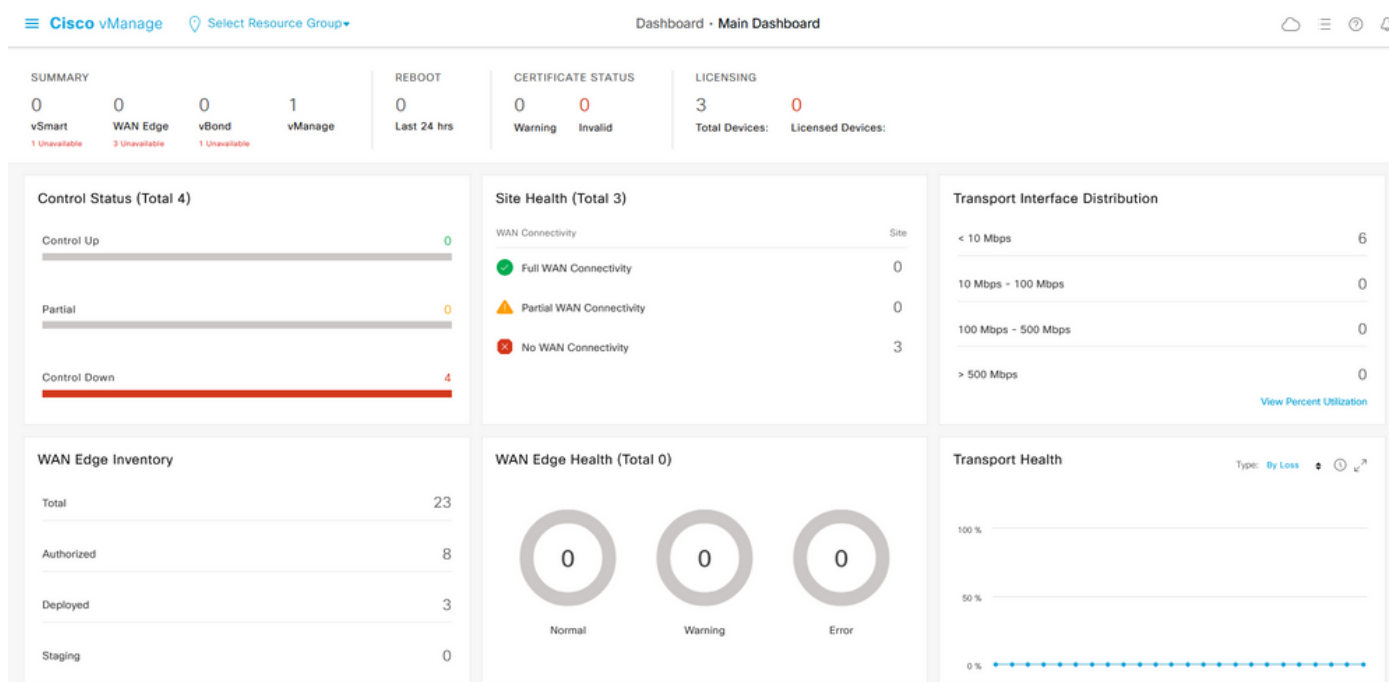 Cisco vManage Select Resource Group Dashboard · Main Dashboard
SUMMARY REBOOT CERTIFICATE STATUS LICENSING
0 0 0 1 0 0 0 3 0
vSmart WAN Edge vBond vManage Last 24 hrs Warning Invalid Total Devices: Licensed Devices:
1 Unavailable 3 Unavailable 1 Unavailable
Control Status (Total 4)
Control Up 0
Partial 0
Control Down 4
Site Health (Total 3)
WAN Connectivity Site
Full WAN Connectivity 0
Partial WAN Connectivity 0
No WAN Connectivity 3
Transport Interface Distribution
< 10 Mbps 6
10 Mbps - 100 Mbps 0
100 Mbps - 500 Mbps 0
> 500 Mbps 0
View Percent Utilization
WAN Edge Inventory
Total 23
Authorized 8
Deployed 3
Staging 0
WAN Edge Health (Total 0)
0 0 0
Normal Warning Error
Transport Health Type: By Loss
100 %
50 %
0 %